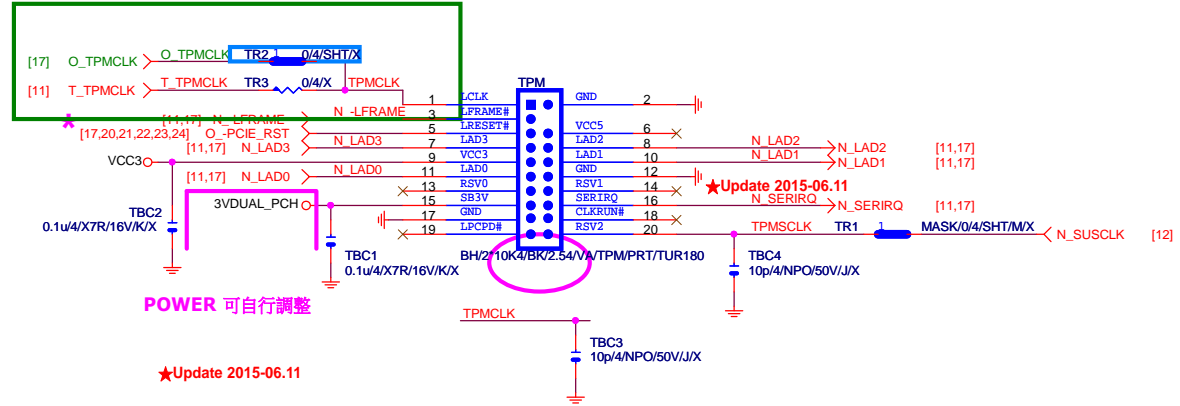 [17] O_TPMCLK O_TPMCLK TR2 1 0/4/SHT/X
[11] T_TPMCLK T_TPMCLK TR3 0/4/X TPMCLK
TPM
1 LCLK GND 2
[11,17] N_-LFRAME N_-LFRAME 3 LFRAME#
*
[17,20,21,22,23,24] O_-PCIE_RST 5 LRESET# VCC5 6
[11,17] N_LAD3 N_LAD3 7 LAD3 LAD2 8 N_LAD2 N_LAD2 [11,17]
VCC3 9 VCC3 LAD1 10 N_LAD1 N_LAD1 [11,17]
[11,17] N_LAD0 N_LAD0 11 LAD0 GND 12
13 RSV0 RSV1 14 ★Update 2015-06.11
3VDUAL_PCH 15 SB3V SERIRQ 16 N_SERIRQ N_SERIRQ [11,17]
17 GND CLKRUN# 18
19 LPCPD# RSV2 20 TPMSCLK TR1 1 MASK/0/4/SHT/M/X N_SUSCLK [12]
TBC2
0.1u/4/X7R/16V/K/X
TBC1
0.1u/4/X7R/16V/K/X
BH/2*10K4/BK/2.54/VA/TPM/PRT/TUR180
TBC4
10p/4/NPO/50V/J/X
POWER 可自行調整
TPMCLK
TBC3
10p/4/NPO/50V/J/X
★Update 2015-06.11